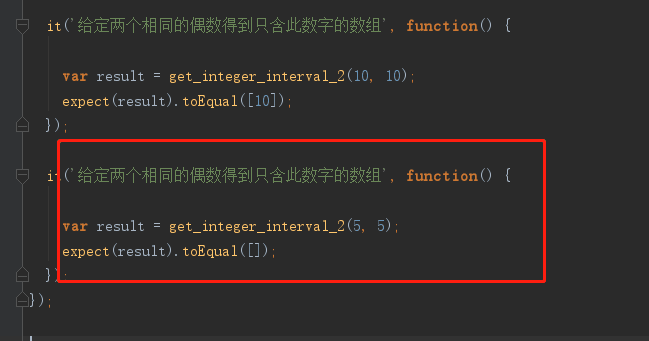 it('给定两个相同的偶数得到只含此数字的数组', function() {
var result = get_integer_interval_2(10, 10);
expect(result).toEqual([10]);
});
it('给定两个相同的偶数得到只含此数字的数组', function() {
var result = get_integer_interval_2(5, 5);
expect(result).toEqual([]);
});
});